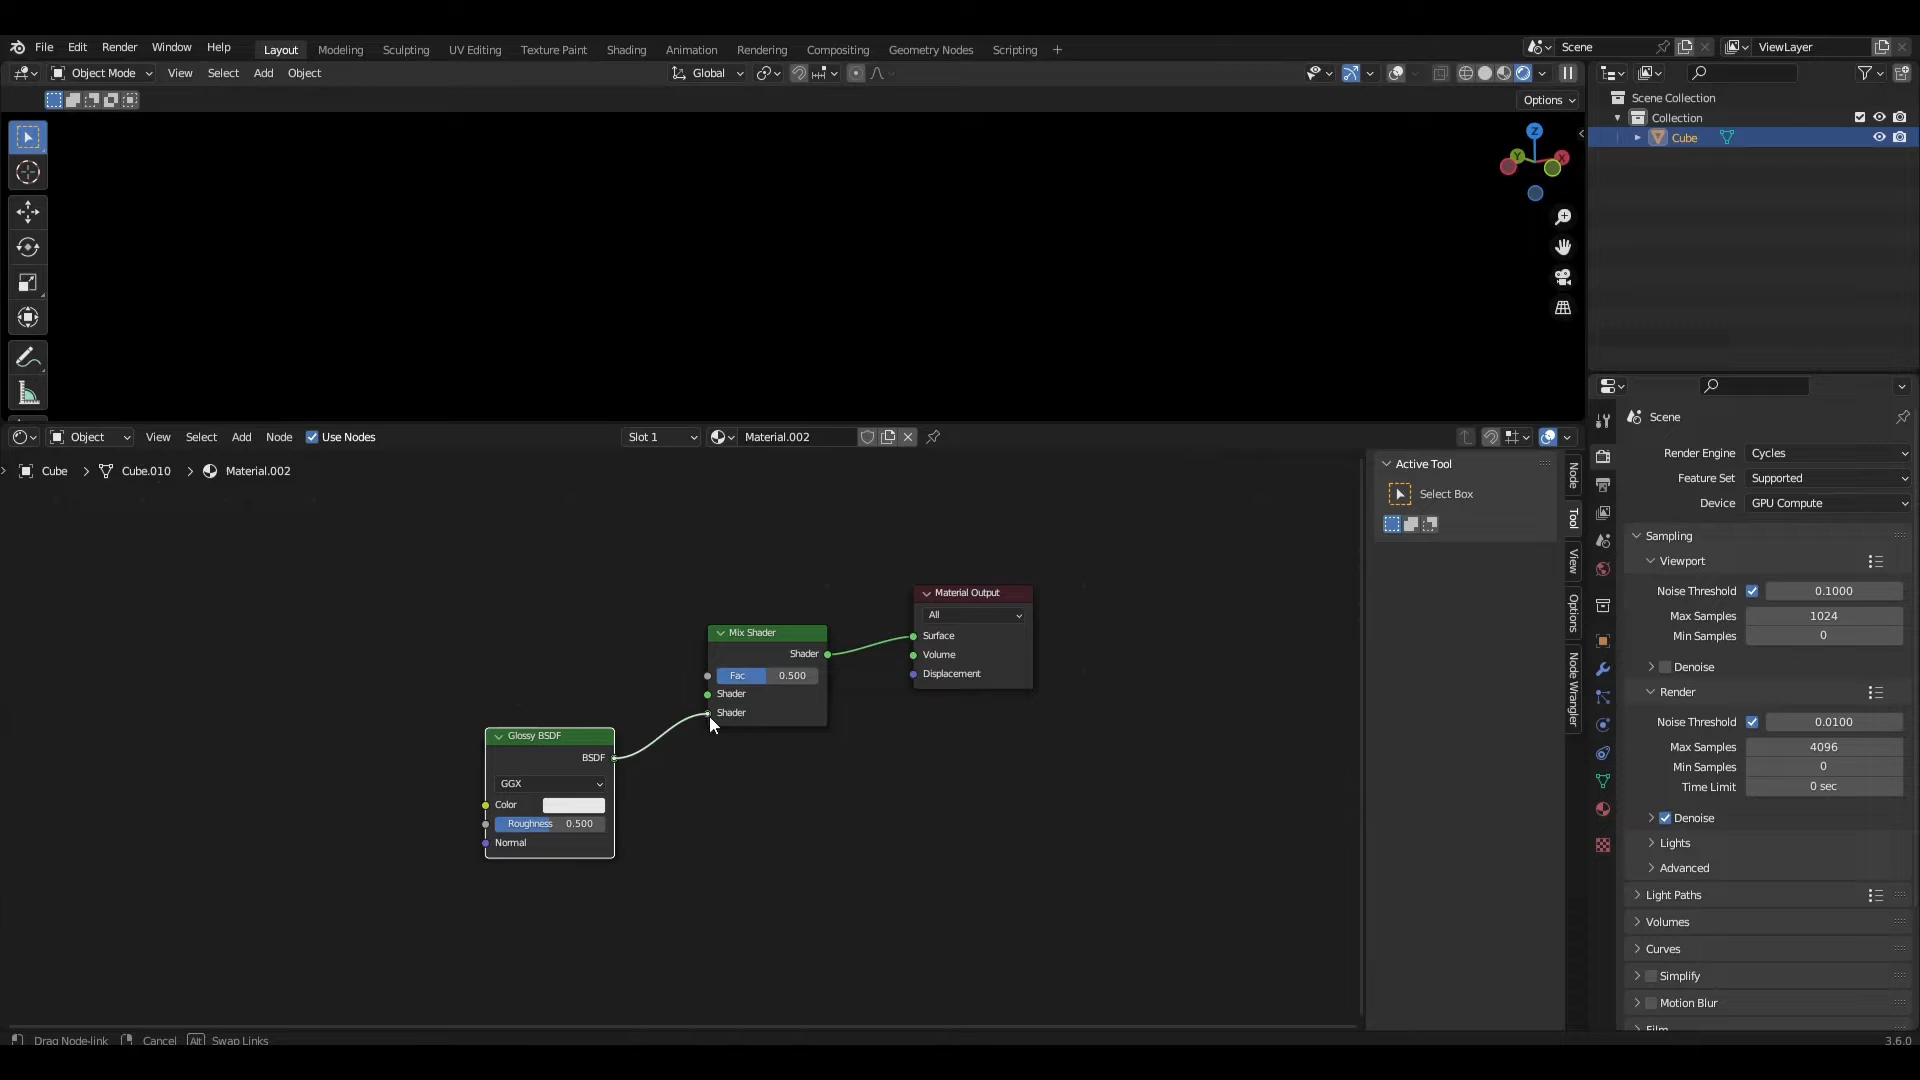 File Edit Render Window Help Layout Modeling Sculpting UV Editing Texture Paint Shading Animation Rendering Compositing Geometry Nodes Scripting + Scene ViewLayer
Object Mode View Select Add Object Global
Options
Z
Y X
Scene Collection
Collection
Cube
Object View Select Add Node Use Nodes Slot 1 Material.002
Cube > Cube.010 > Material.002
Active Tool
Select Box
Node
Tool
View
Options
Node Wrangler
Material Output
All
Surface
Volume
Displacement
Mix Shader
Shader
Fac 0.500
Shader
Shader
Glossy BSDF
BSDF
GGX
Color
Roughness 0.500
Normal
Scene
Render Engine Cycles
Feature Set Supported
Device GPU Compute
Sampling
Viewport
Noise Threshold 0.1000
Max Samples 1024
Min Samples 0
Denoise
Render
Noise Threshold 0.0100
Max Samples 4096
Min Samples 0
Time Limit 0 sec
Denoise
Lights
Advanced
Light Paths
Volumes
Curves
Simplify
Motion Blur
Film
Drag Node-link Cancel Alt Swap Links 3.6.0